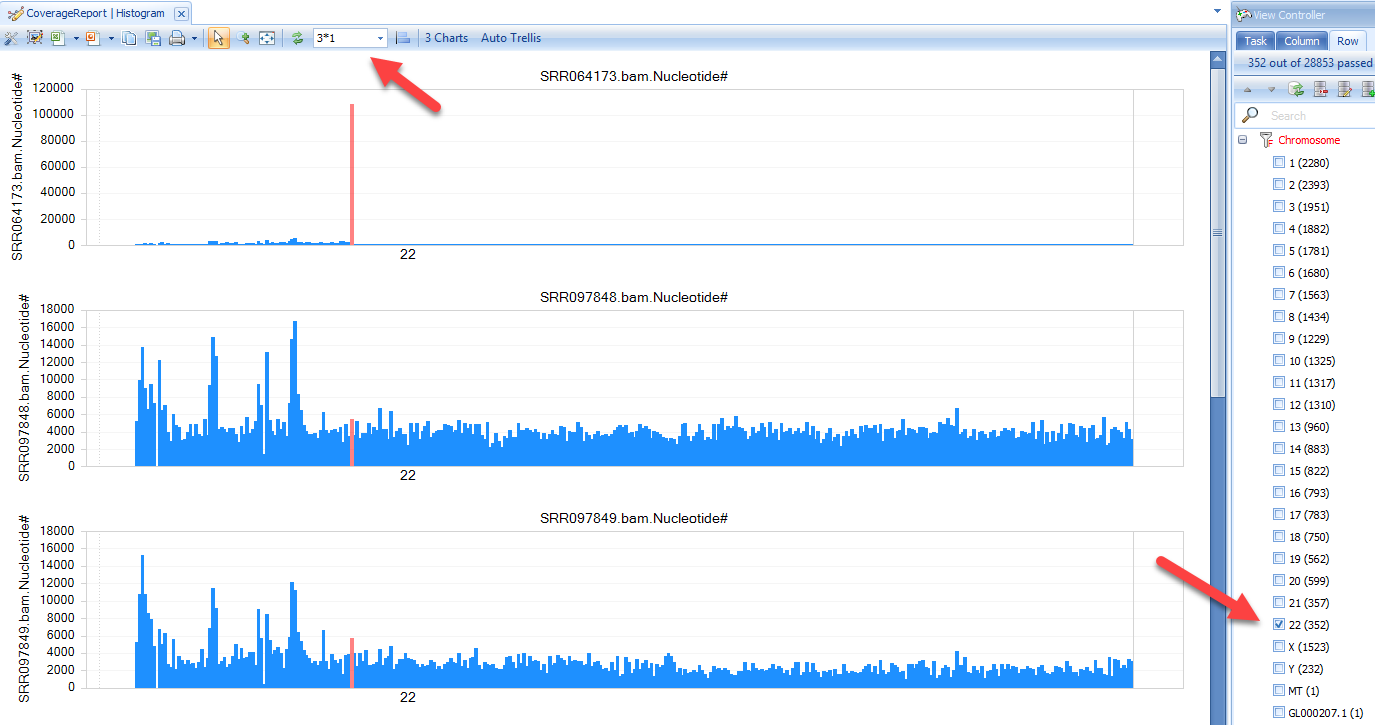 CoverageReport | Histogram
3*1
3 Charts
Auto Trellis
SRR064173.bam.Nucleotide#
SRR064173.bam.Nucleotide#
120000
100000
80000
60000
40000
20000
0
22
SRR097848.bam.Nucleotide#
SRR097848.bam.Nucleotide#
18000
16000
14000
12000
10000
8000
6000
4000
2000
0
22
SRR097849.bam.Nucleotide#
SRR097849.bam.Nucleotide#
18000
16000
14000
12000
10000
8000
6000
4000
2000
0
22
View Controller
Task
Column
Row
352 out of 28853 passed
Search
Chromosome
1 (2280)
2 (2393)
3 (1951)
4 (1882)
5 (1781)
6 (1680)
7 (1563)
8 (1434)
9 (1229)
10 (1325)
11 (1317)
12 (1310)
13 (960)
14 (883)
15 (822)
16 (793)
17 (783)
18 (750)
19 (562)
20 (599)
21 (357)
22 (352)
X (1523)
Y (232)
MT (1)
GL000207.1 (1)